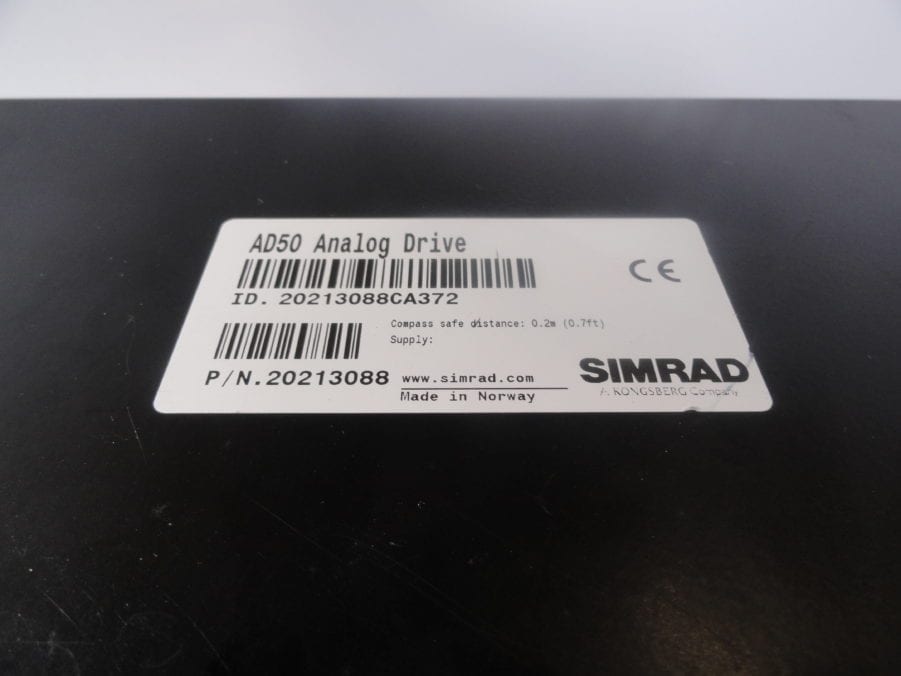 AD50 Analog Drive
CE
ID. 20213088CA372
Compass safe distance: 0.2m (0.7ft)
Supply:
P/N.20213088
www.simrad.com
Made in Norway
SIMRAD
A KONGSBERG Company